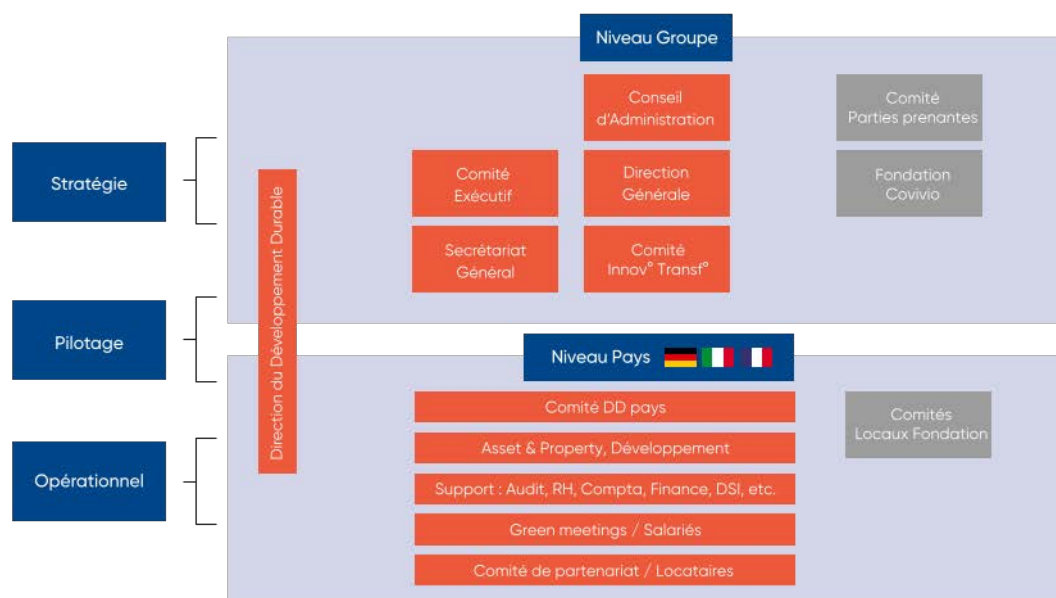 Niveau Groupe
Conseil
d'Administration
Comité
Parties prenantes
Stratégie
Comité
Exécutif
Direction
Générale
Fondation
Covivio
Secrétariat
Général
Comité
Innov° Transf°
Direction du Développement Durable
Pilotage
Niveau Pays
Comité DD pays
Comités
Locaux Fondation
Asset & Property, Développement
Opérationnel
Support : Audit, RH, Compta, Finance, DSI, etc.
Green meetings / Salariés
Comité de partenariat / Locataires